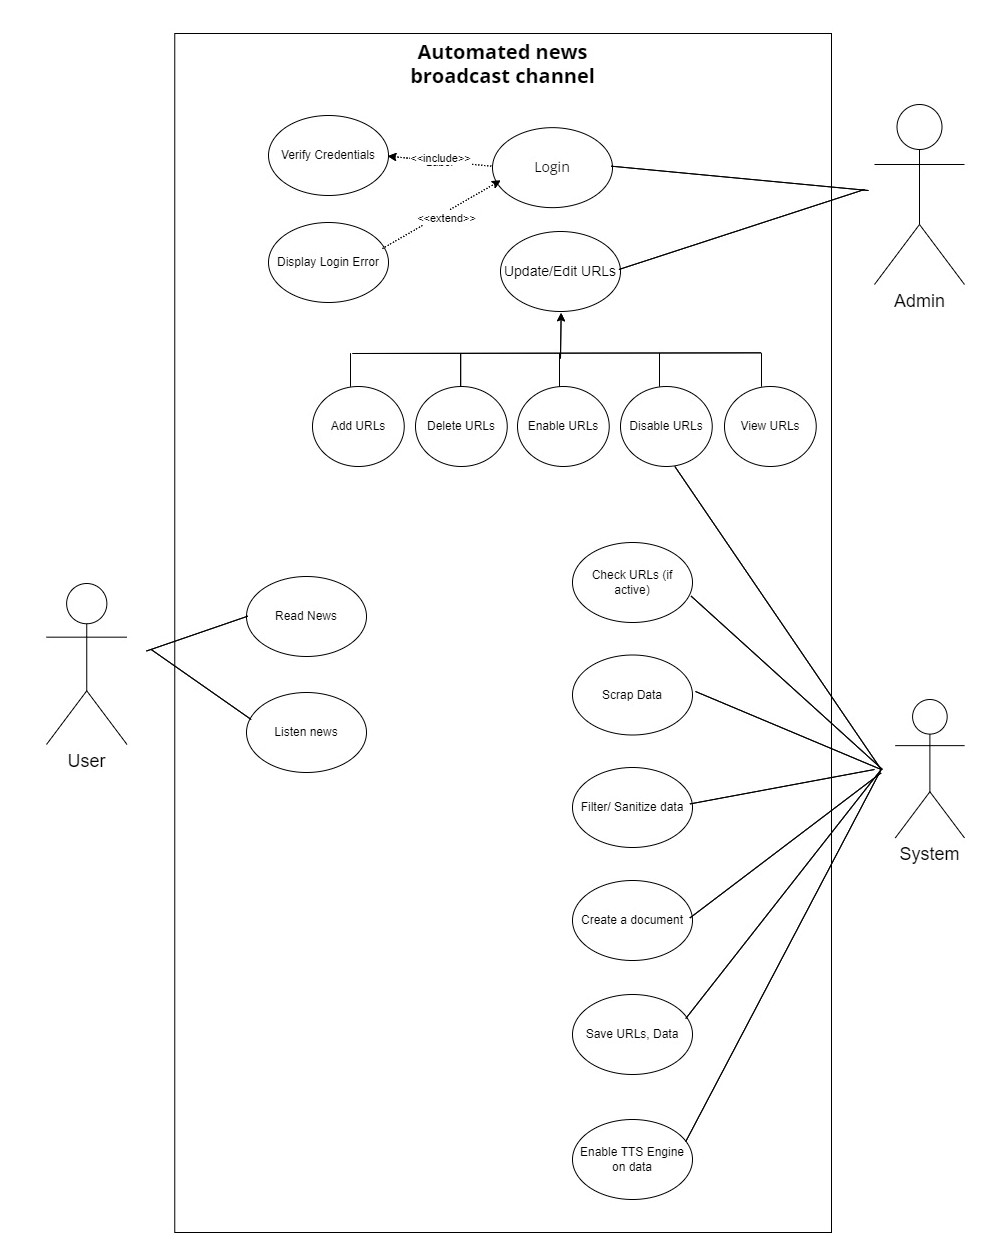 Automated news
broadcast channel
Verify Credentials
<<include>>
Login
<<extend>>
Display Login Error
Update/Edit URLs
Admin
Add URLs
Delete URLs
Enable URLs
Disable URLs
View URLs
Check URLs (if
active)
Read News
Scrap Data
Listen news
User
Filter/ Sanitize data
System
Create a document
Save URLs, Data
Enable TTS Engine
on data